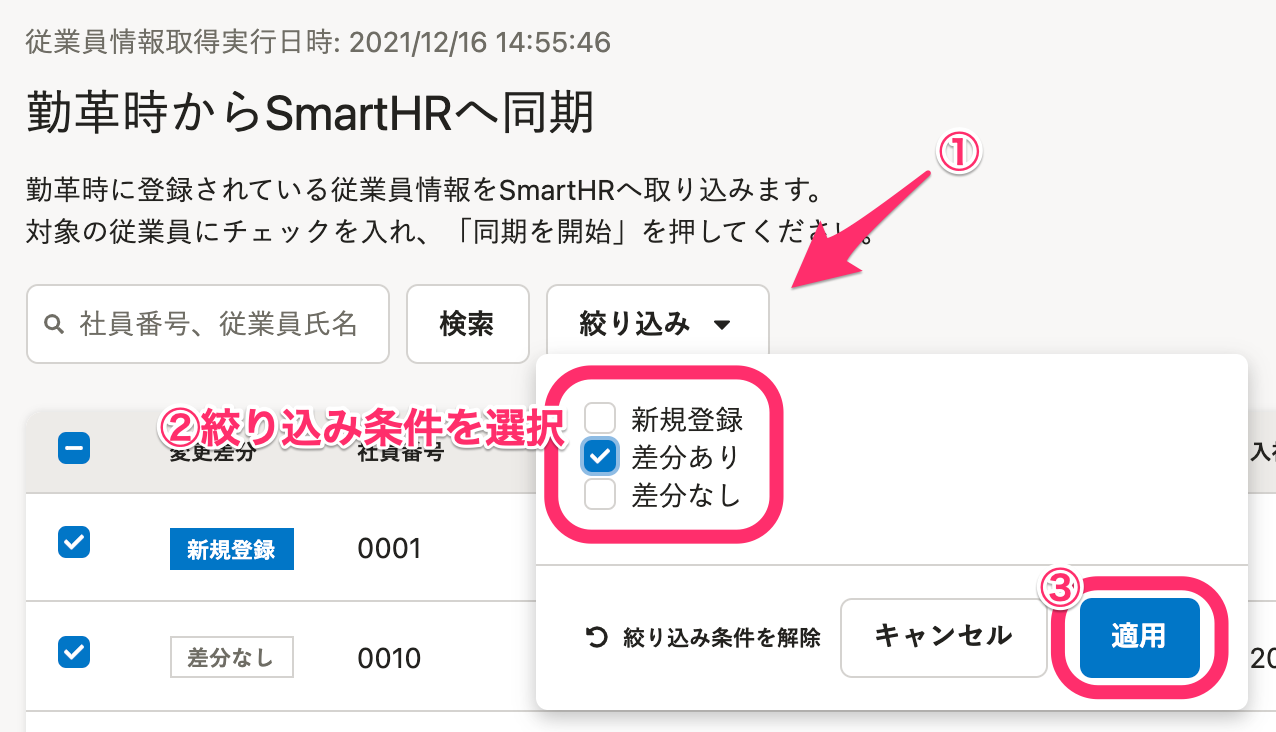 従業員情報取得実行日時: 2021/12/16 14:55:46
勤革時からSmartHRへ同期
①
勤革時に登録されている従業員情報をSmartHRへ取り込みます。
対象の従業員にチェックを入れ、「同期を開始」を押してください。
社員番号、従業員氏名
検索
絞り込み
②絞り込み条件を選択
新規登録
差分あり
差分なし
変更差分
社員番号
新規登録
0001
③
絞り込み条件を解除
キャンセル
適用
差分なし
0010
20